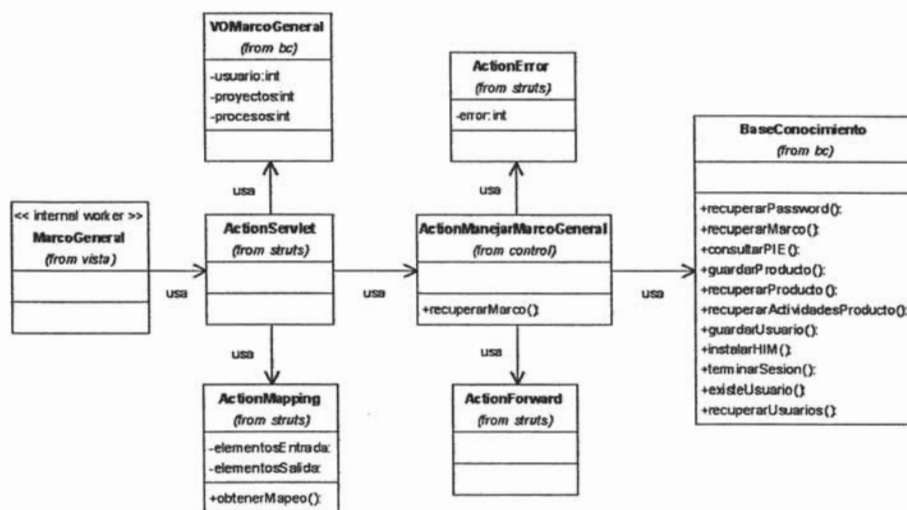 VOMarcoGeneral
(from bc)
-usuario:int
-proyectos:int
-procesos:int
ActionError
(from struts)
-error:int
BaseConocimiento
(from bc)
+recuperarPassword():
+recuperarMarco():
+consultarPIE():
+guardarProducto():
+recuperarProducto():
+recuperarActividadesProducto():
+guardarUsuario():
+instalarHIM():
+terminarSesion():
+existeUsuario():
+recuperarUsuarios():
usa
usa
<< internal worker >>
MarcoGeneral
(from vista)
usa
ActionServlet
(from struts)
usa
ActionManejarMarcoGeneral
(from control)
+recuperarMarco():
usa
usa
usa
ActionMapping
(from struts)
-elementosEntrada:
-elementosSalida:
+obtenerMapeo():
ActionForward
(from struts)